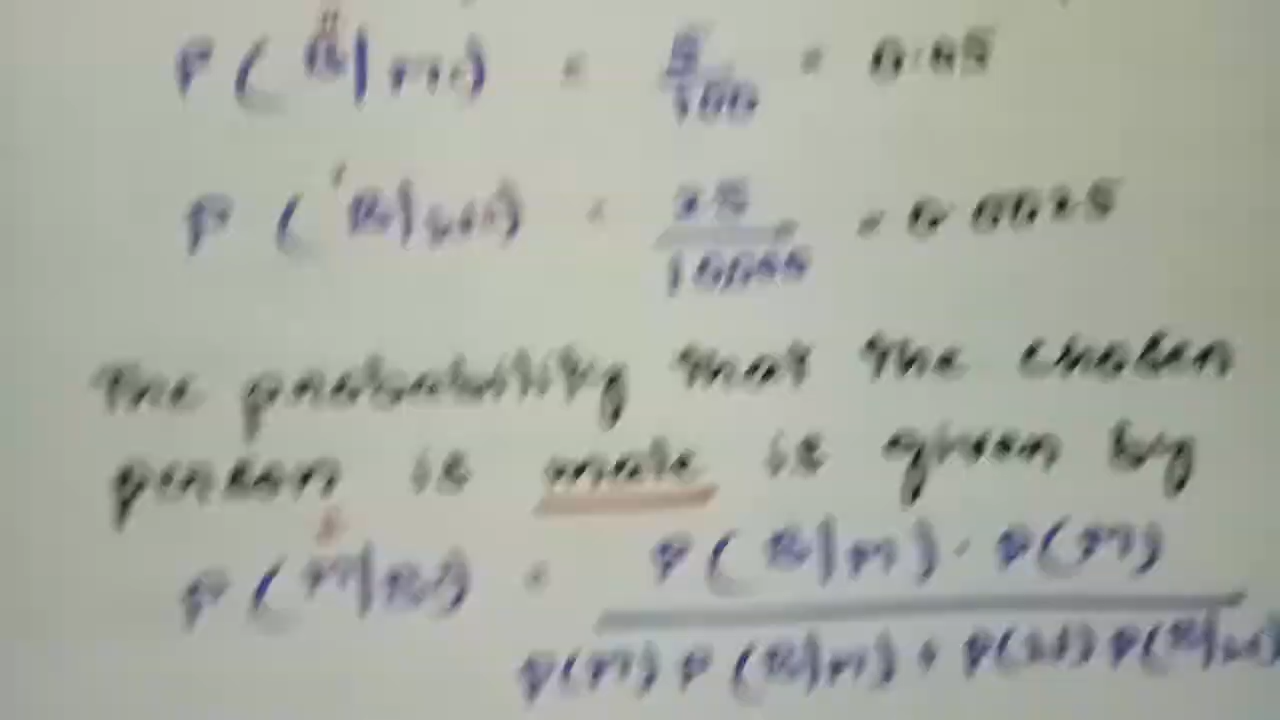 P(B|M) = 5/100 = 0.05
P(B|W) = 25/10000 = 0.0025
The probability that the chosen
person is male is given by
P(M|B) = P(B|M) · P(M)
P(M) P(B|M) + P(W) P(B|W)